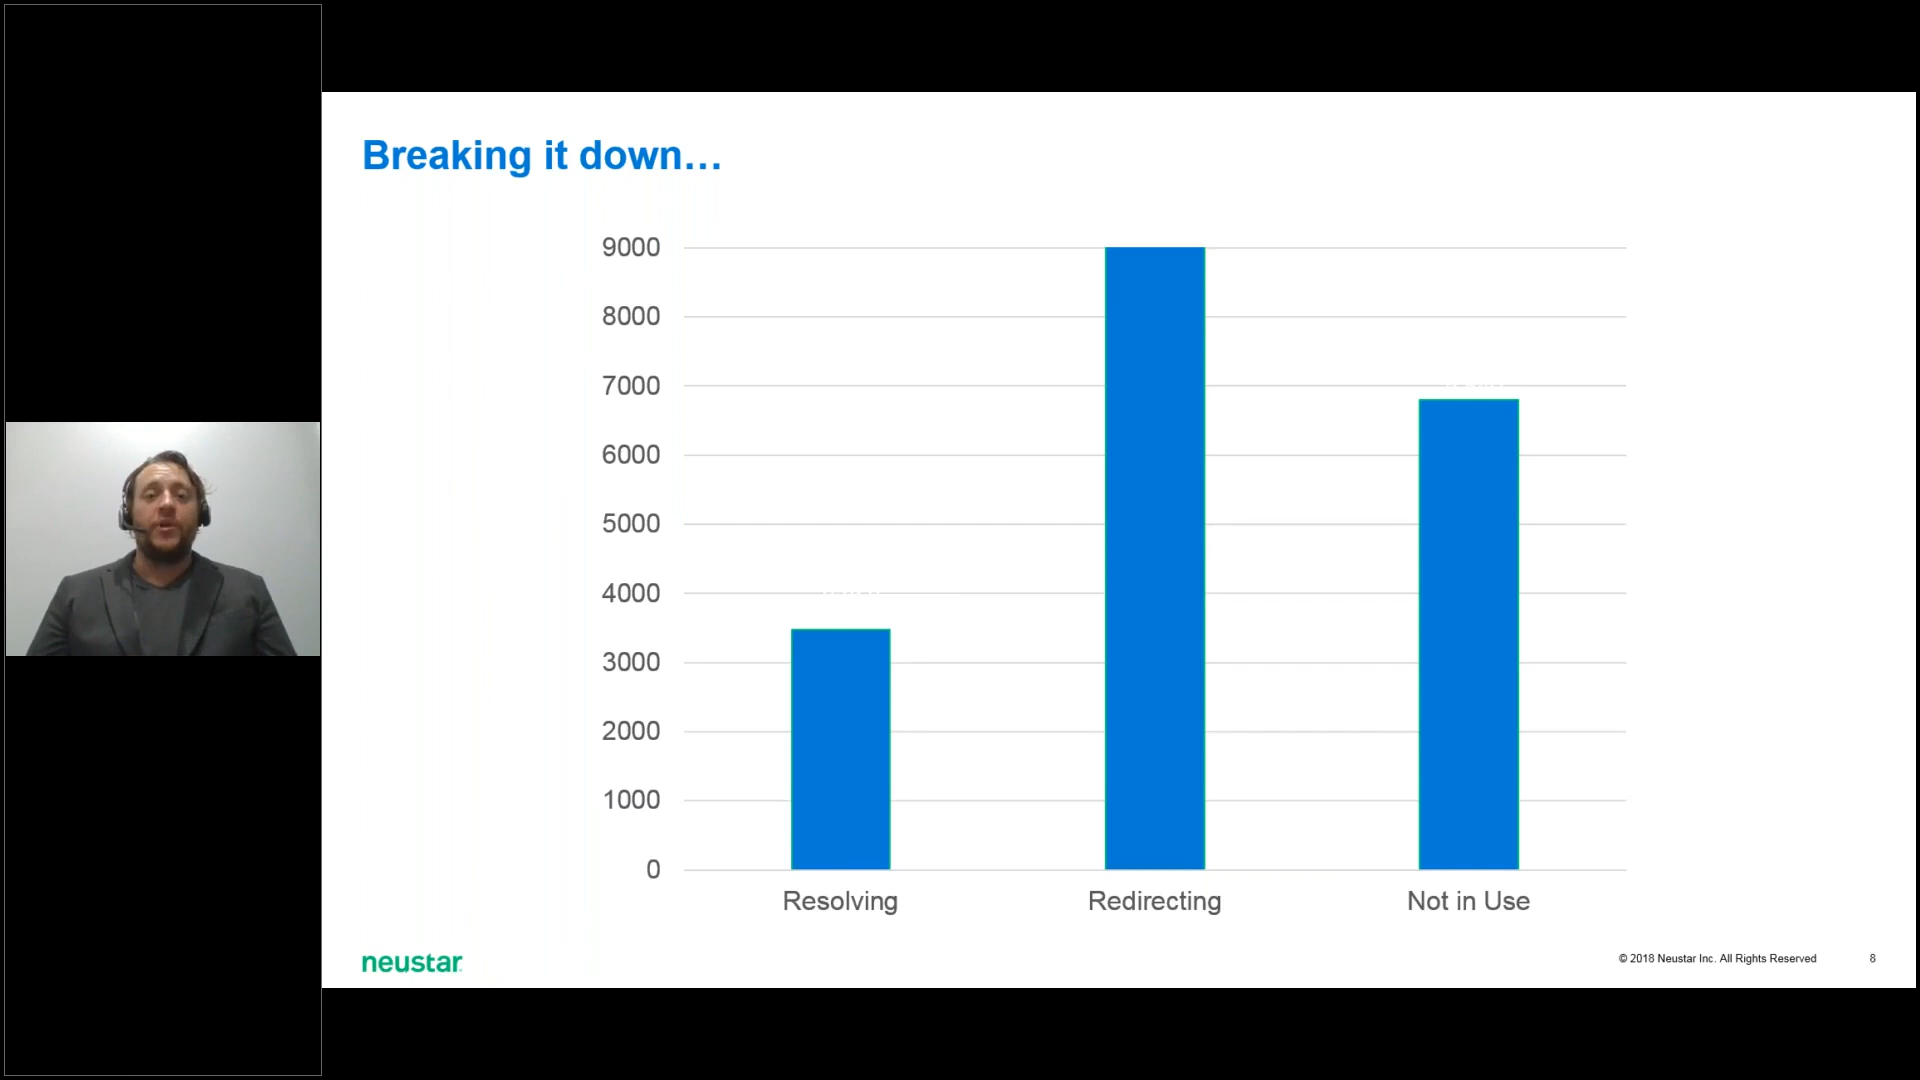 Breaking it down…
9000
8000
7000
6000
5000
4000
3000
2000
1000
0
Resolving
Redirecting
Not in Use
neustar
© 2018 Neustar Inc. All Rights Reserved
8